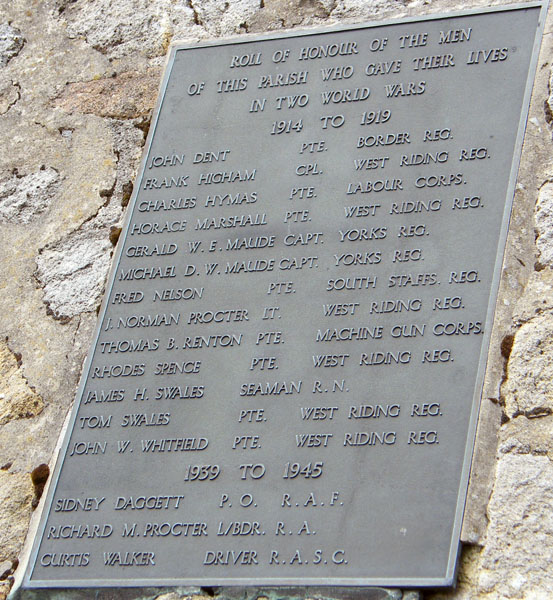 ROLL OF HONOUR OF THE MEN
OF THIS PARISH WHO GAVE THEIR LIVES
IN TWO WORLD WARS
1914 TO 1919
JOHN DENT PTE. BORDER REG.
FRANK HIGHAM CPL. WEST RIDING REG.
CHARLES HYMAS PTE. LABOUR CORPS.
HORACE MARSHALL PTE. WEST RIDING REG.
GERALD W. E. MAUDE CAPT. YORKS REG.
MICHAEL D. W. MAUDE CAPT. YORKS REG.
FRED NELSON PTE. SOUTH STAFFS. REG.
J. NORMAN PROCTER LT. WEST RIDING REG.
THOMAS B. RENTON PTE. MACHINE GUN CORPS.
RHODES SPENCE PTE. WEST RIDING REG.
JAMES H. SWALES SEAMAN R. N.
TOM SWALES PTE. WEST RIDING REG.
JOHN W. WHITFIELD PTE. WEST RIDING REG.
1939 TO 1945
SIDNEY DAGGETT P. O. R. A. F.
RICHARD M. PROCTER L/BDR. R. A.
CURTIS WALKER DRIVER R. A. S. C.